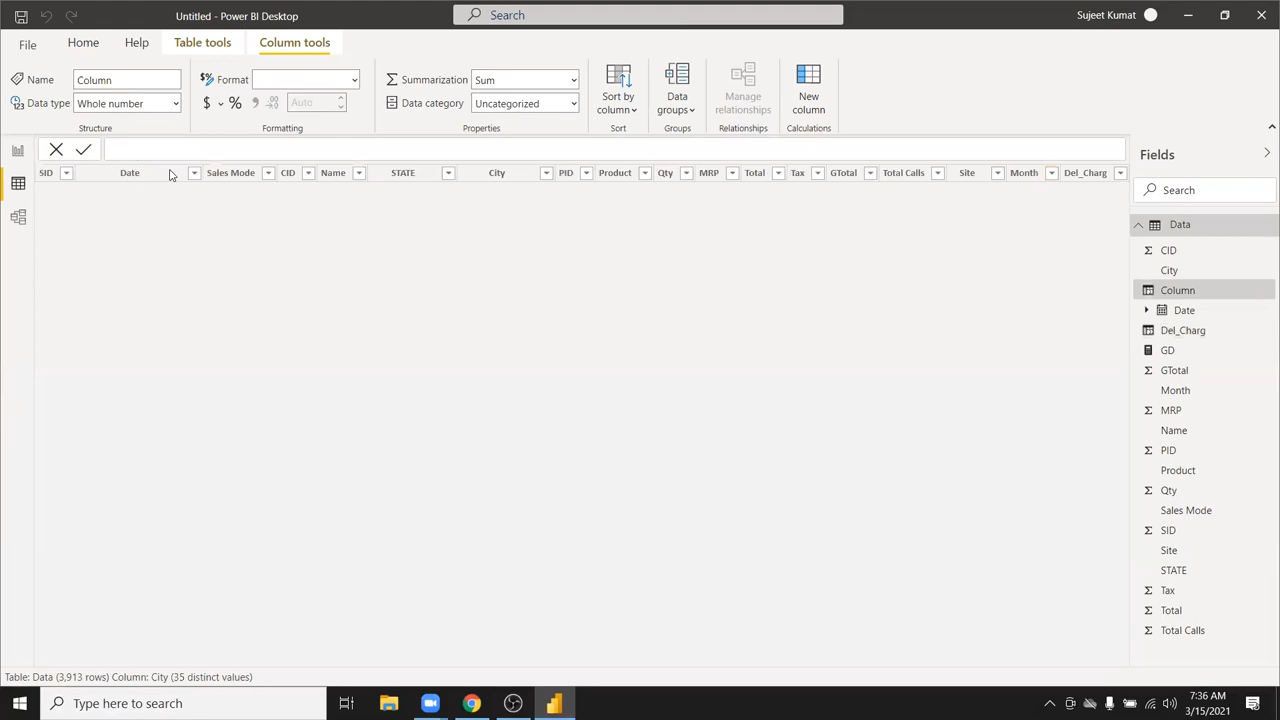 Untitled - Power BI Desktop
Search
Sujeet Kumat
File
Home
Help
Table tools
Column tools
Name
Column
Format
Summarization
Sum
Data type
Whole number
$
%
Auto
Data category
Uncategorized
Sort by
column
Data
groups
Manage
relationships
New
column
Structure
Formatting
Properties
Sort
Groups
Relationships
Calculations
SID
Date
Sales Mode
CID
Name
STATE
City
PID
Product
Qty
MRP
Total
Tax
GTotal
Total Calls
Site
Month
Del_Charg
Fields
Search
Data
CID
City
Column
Date
Del_Charg
GD
GTotal
Month
MRP
Name
PID
Product
Qty
Sales Mode
SID
Site
STATE
Tax
Total
Total Calls
Table: Data (3,913 rows) Column: City (35 distinct values)
Type here to search
7:36 AM
3/15/2021